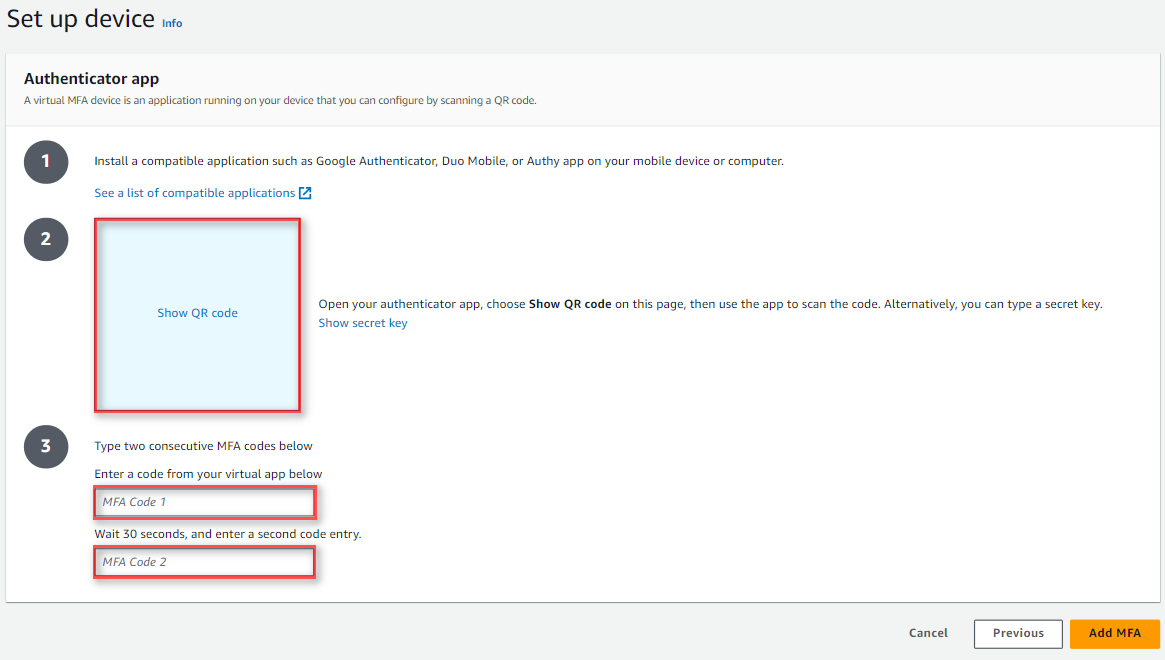 Set up device Info
Authenticator app
A virtual MFA device is an application running on your device that you can configure by scanning a QR code.
1
Install a compatible application such as Google Authenticator, Duo Mobile, or Authy app on your mobile device or computer.
See a list of compatible applications
2
Show QR code
Open your authenticator app, choose Show QR code on this page, then use the app to scan the code. Alternatively, you can type a secret key.
Show secret key
3
Type two consecutive MFA codes below
Enter a code from your virtual app below
MFA Code 1
Wait 30 seconds, and enter a second code entry.
MFA Code 2
Cancel
Previous
Add MFA